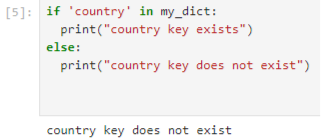 [5]: if 'country' in my_dict:
  print("country key exists")
else:
  print("country key does not exist")
country key does not exist